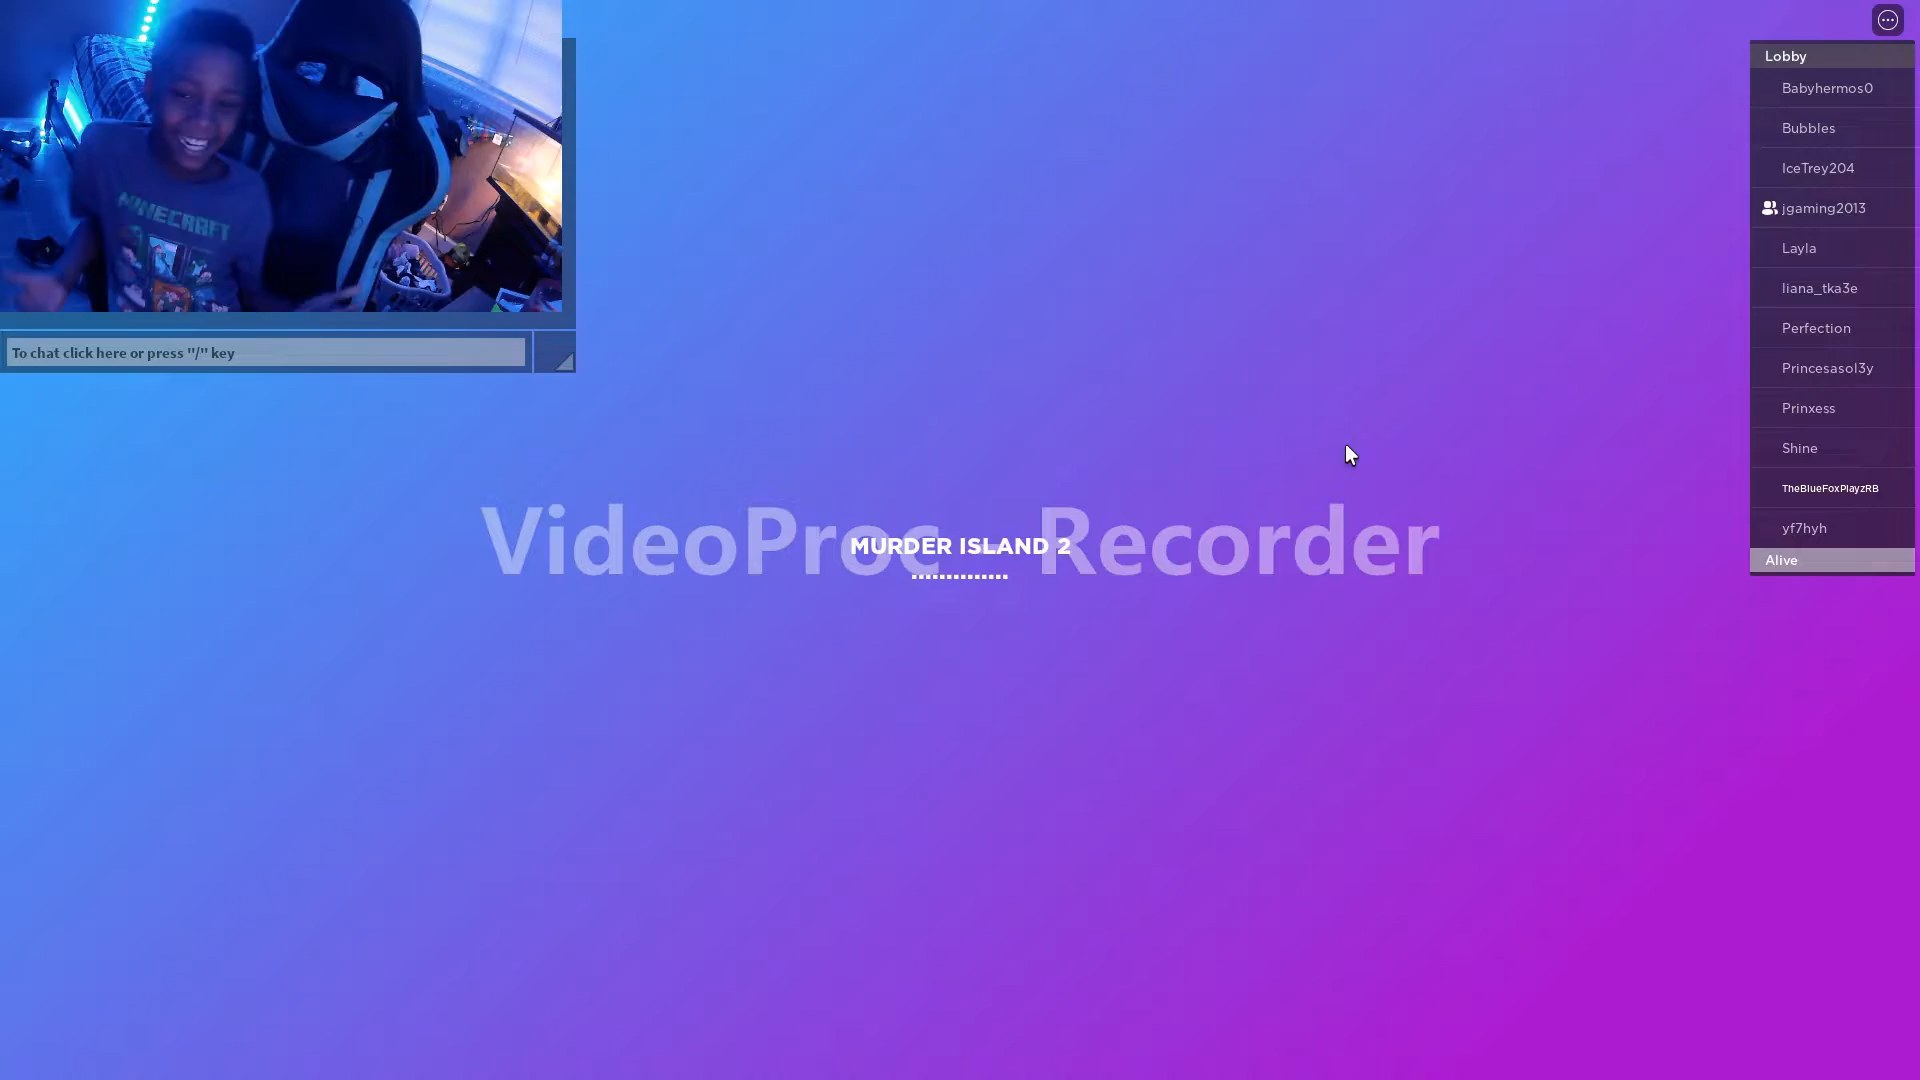 MINECRAFT
To chat click here or press "/" key
VideoProc - Recorder
MURDER ISLAND 2
Lobby
Babyhermos0
Bubbles
IceTrey204
jgaming2013
Layla
liana_tka3e
Perfection
Princesasol3y
Prinxess
Shine
TheBlueFoxPlayzRB
yf7hyh
Alive